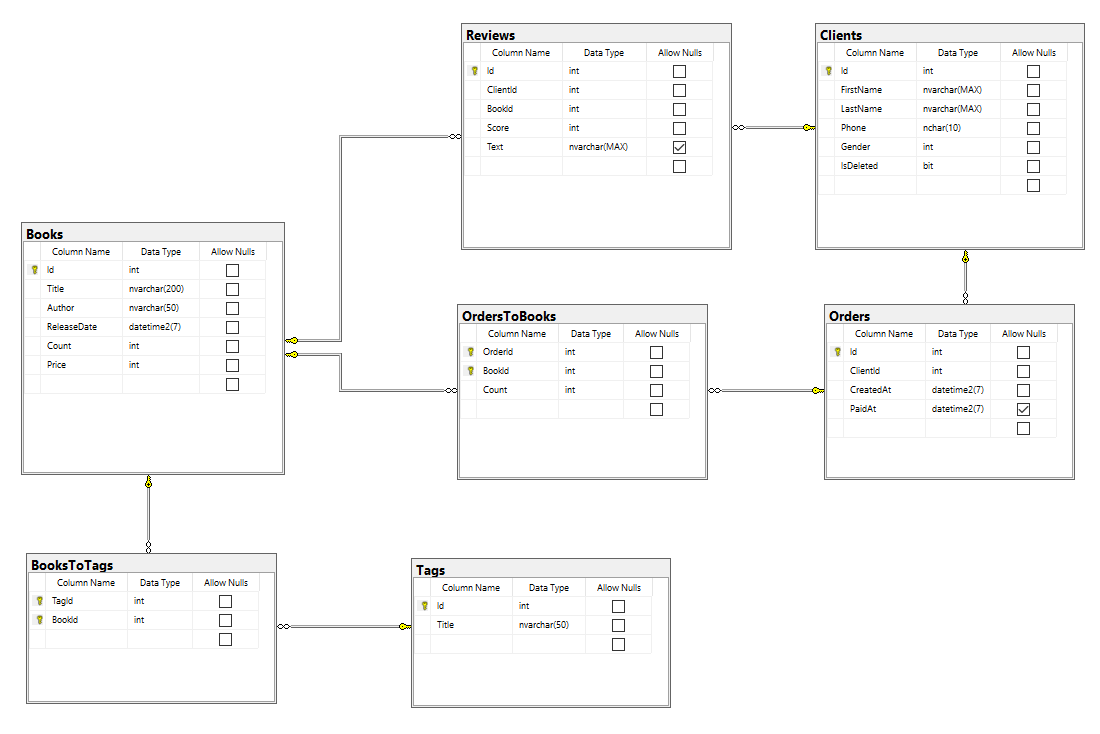 Reviews
Column Name Data Type Allow Nulls
Id int
ClientId int
BookId int
Score int
Text nvarchar(MAX)
Clients
Column Name Data Type Allow Nulls
Id int
FirstName nvarchar(MAX)
LastName nvarchar(MAX)
Phone nchar(10)
Gender int
IsDeleted bit
Books
Column Name Data Type Allow Nulls
Id int
Title nvarchar(200)
Author nvarchar(50)
ReleaseDate datetime2(7)
Count int
Price int
OrdersToBooks
Column Name Data Type Allow Nulls
OrderId int
BookId int
Count int
Orders
Column Name Data Type Allow Nulls
Id int
ClientId int
CreatedAt datetime2(7)
PaidAt datetime2(7)
BooksToTags
Column Name Data Type Allow Nulls
TagId int
BookId int
Tags
Column Name Data Type Allow Nulls
Id int
Title nvarchar(50)